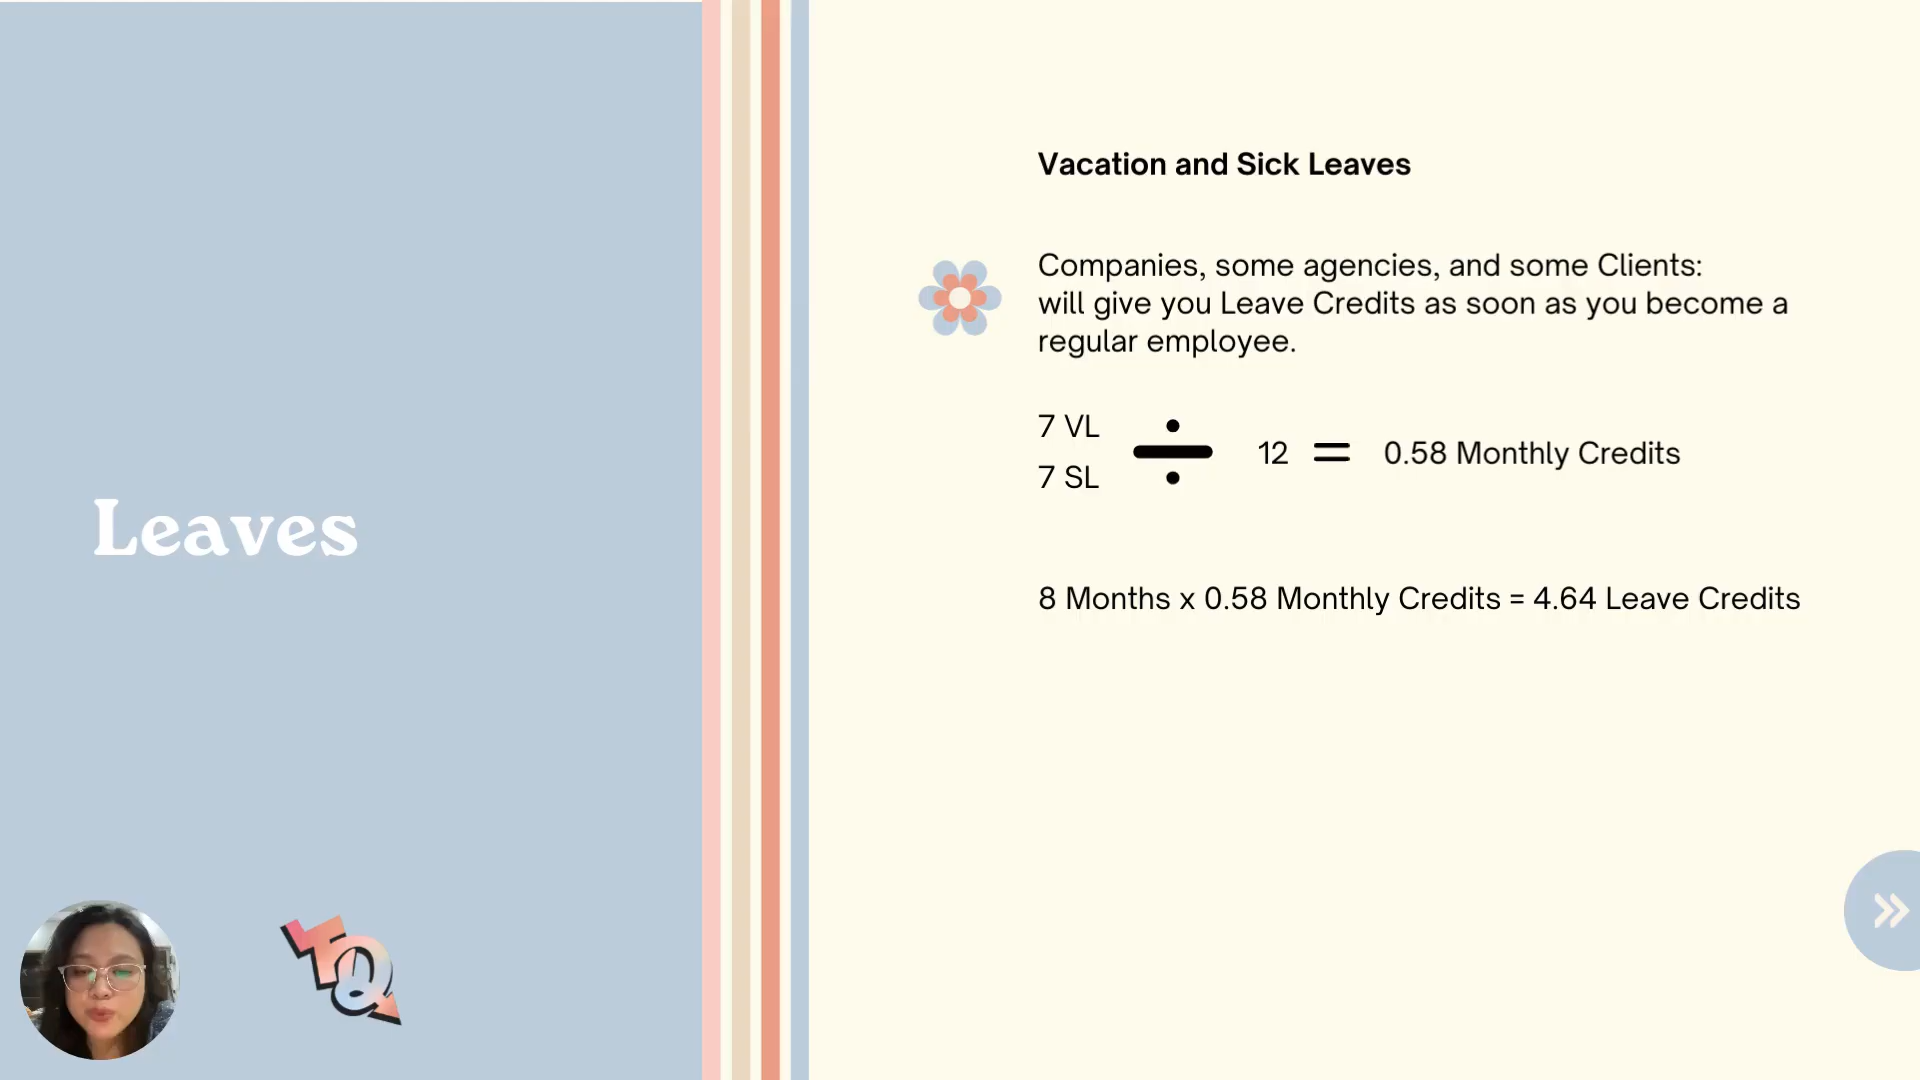 Leaves
TQ
Vacation and Sick Leaves
Companies, some agencies, and some Clients:
will give you Leave Credits as soon as you become a
regular employee.
7 VL
7 SL
÷ 12 = 0.58 Monthly Credits
8 Months x 0.58 Monthly Credits = 4.64 Leave Credits